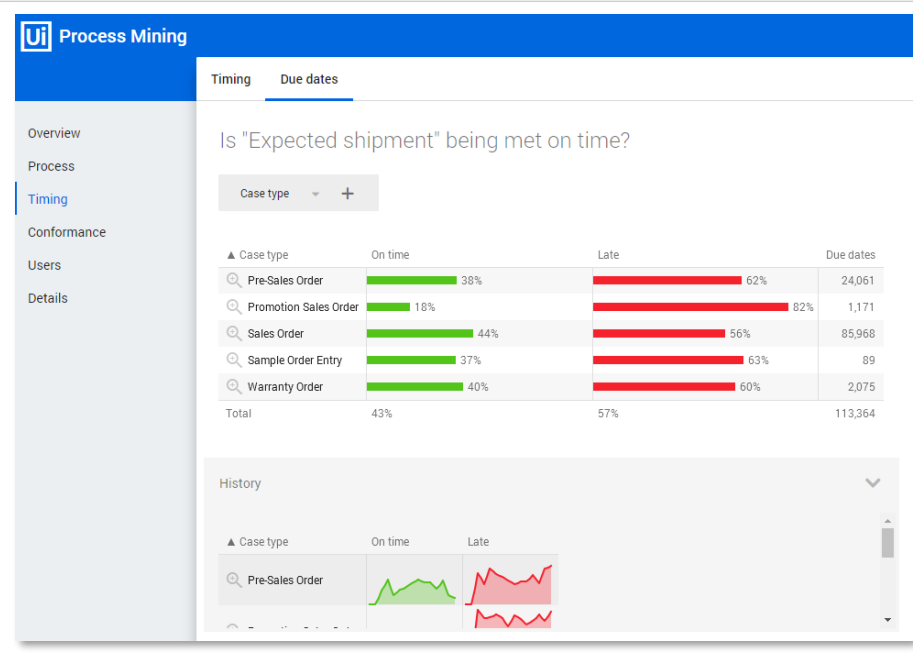 Ui Process Mining
Timing Due dates
Overview
Process
Timing
Conformance
Users
Details
Is "Expected shipment" being met on time?
Case type +
▲ Case type On time Late Due dates
Pre-Sales Order 38% 62% 24,061
Promotion Sales Order 18% 82% 1,171
Sales Order 44% 56% 85,968
Sample Order Entry 37% 63% 89
Warranty Order 40% 60% 2,075
Total 43% 57% 113,364
History
▲ Case type On time Late
Pre-Sales Order